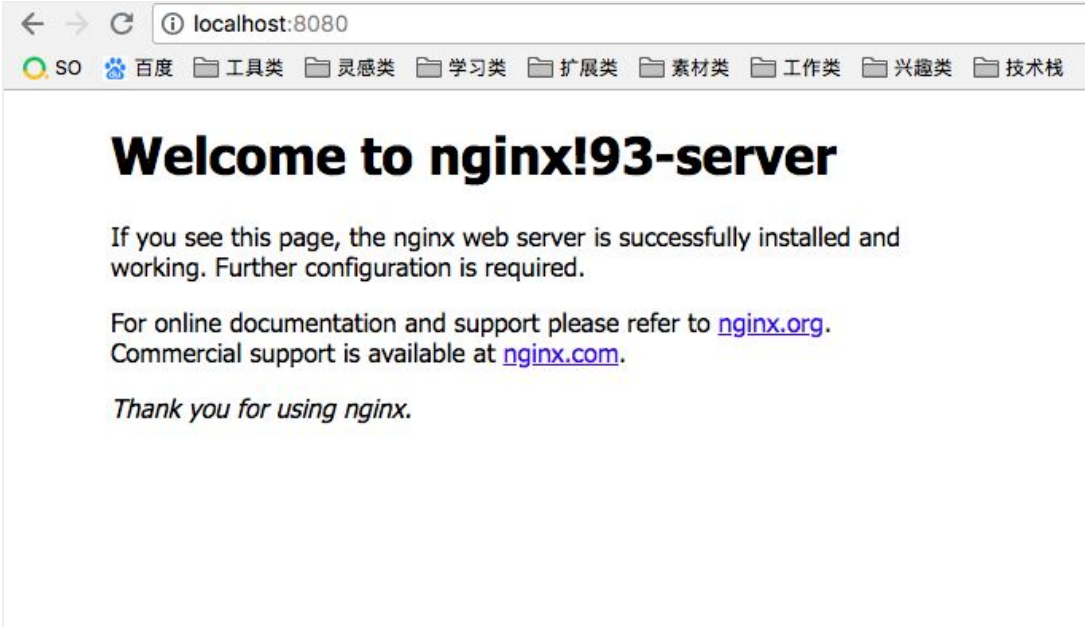 localhost:8080
SO 百度 工具类 灵感类 学习类 扩展类 素材类 工作类 兴趣类 技术栈
Welcome to nginx!93-server
If you see this page, the nginx web server is successfully installed and
working. Further configuration is required.
For online documentation and support please refer to nginx.org.
Commercial support is available at nginx.com.
Thank you for using nginx.